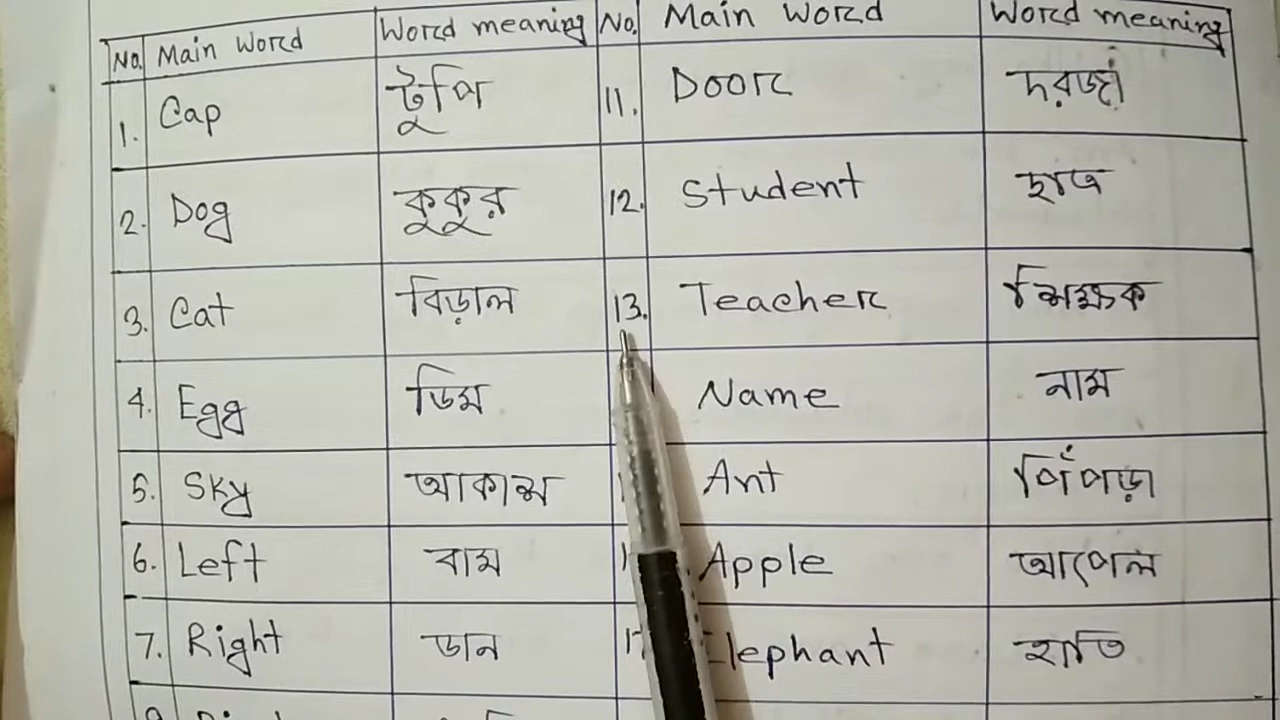 No. Main Word Word meaning No. Main Word Word meaning
1. Cap টুপি 11. Door দরজা
2. Dog কুকুর 12. Student ছাত্র
3. Cat বিড়াল 13. Teacher শিক্ষক
4. Egg ডিম Name নাম
5. Sky আকাশ Ant পিঁপড়া
6. Left বাম Apple আপেল
7. Right ডান Elephant হাতি